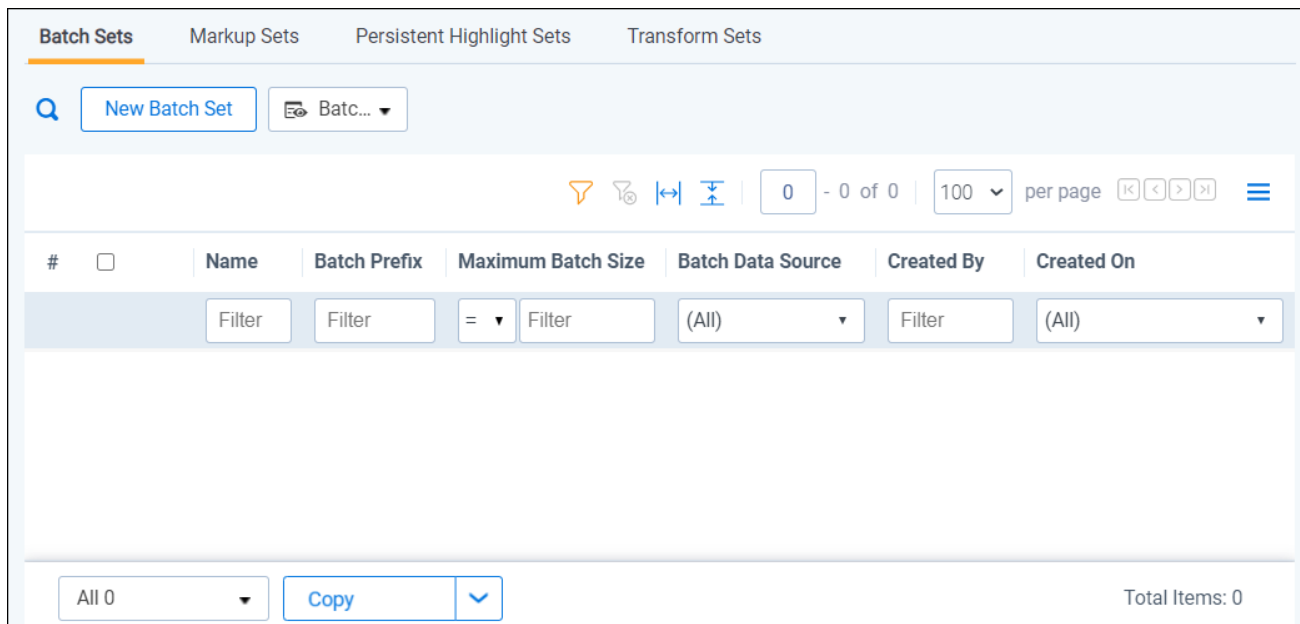 Batch Sets Markup Sets Persistent Highlight Sets Transform Sets
New Batch Set Batc...
0 - 0 of 0 100 per page
# Name Batch Prefix Maximum Batch Size Batch Data Source Created By Created On
Filter Filter = Filter (All) Filter (All)
All 0 Copy Total Items: 0